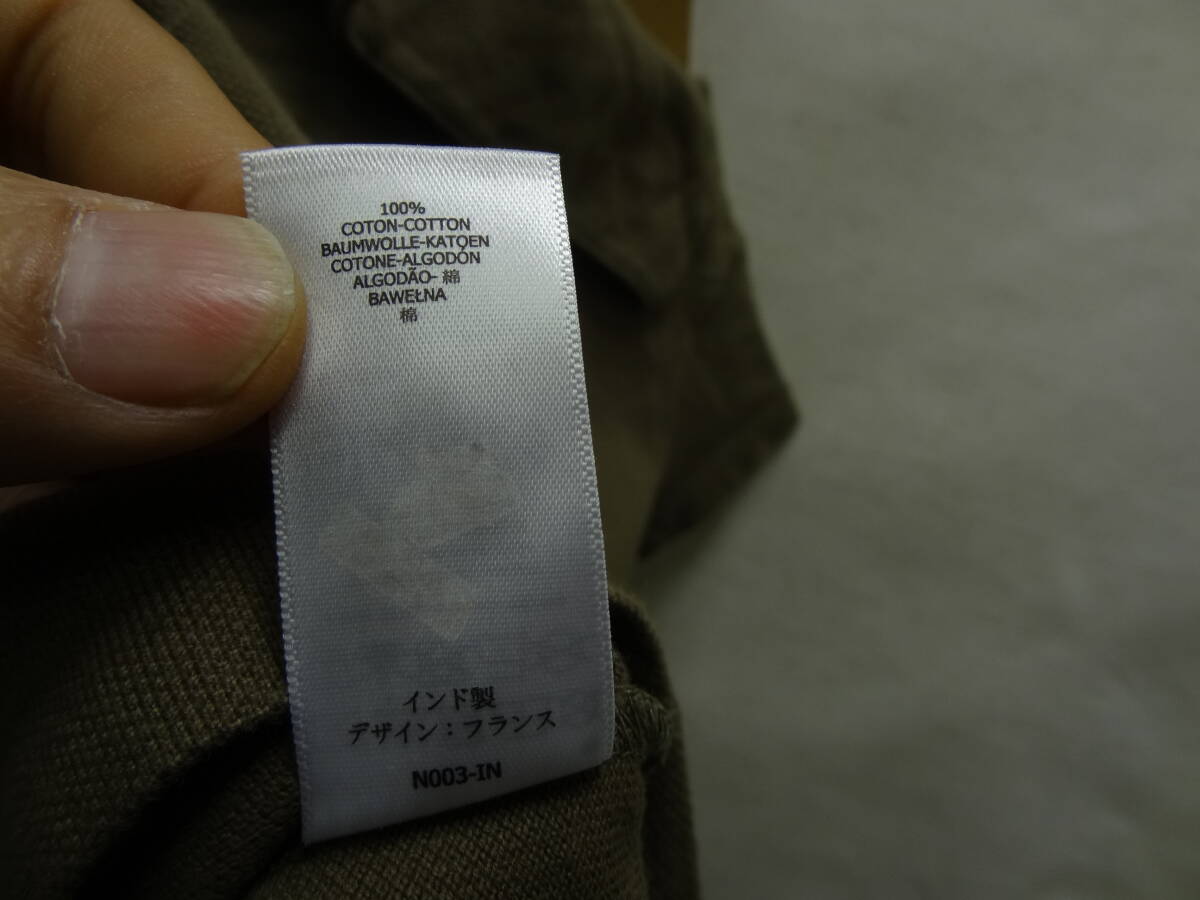 100%
COTON-COTTON
BAUMWOLLE-KATOEN
COTONE-ALGODÓN
ALGODÃO- 綿
BAWEŁNA
棉
インド製
デザイン：フランス
N003-IN